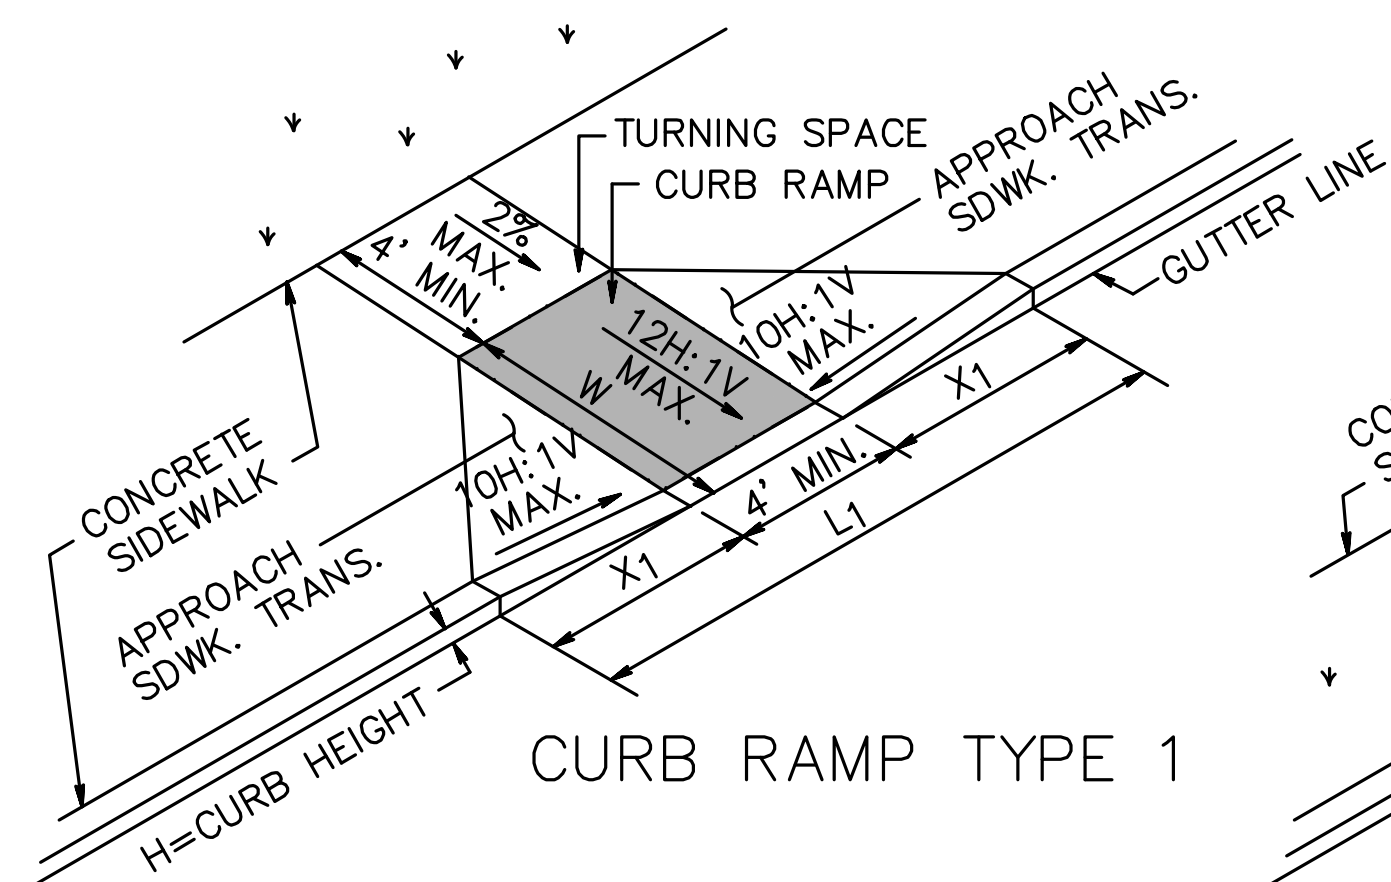 TURNING SPACE
CURB RAMP
APPROACH
SDWK. TRANS.
GUTTER LINE
2%
MAX.
4'
MIN.
12H:1V
MAX.
W
10H:1V
MAX.
X1
CONCRETE
SIDEWALK
10H:1V
MAX.
4' MIN.
L1
X1
APPROACH
SDWK. TRANS.
H=CURB HEIGHT
CURB RAMP TYPE 1
CO